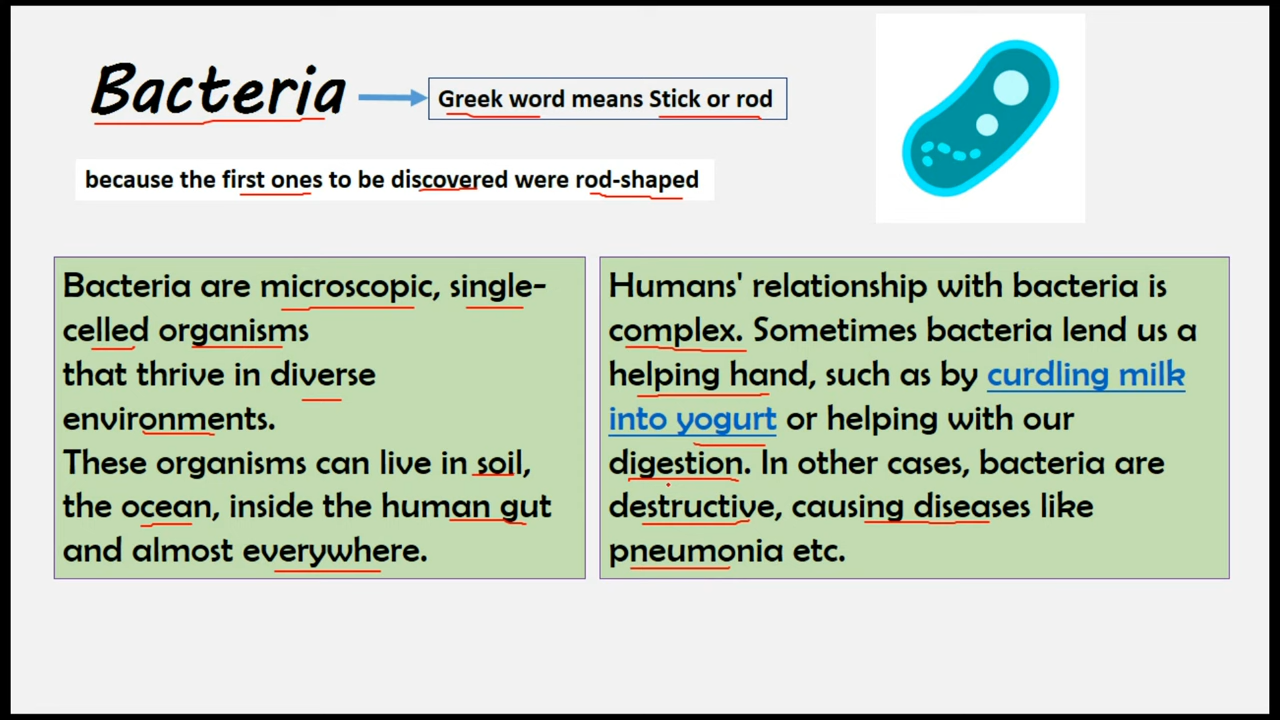 Bacteria
Greek word means Stick or rod
because the first ones to be discovered were rod-shaped
Bacteria are microscopic, single-
celled organisms
that thrive in diverse
environments.
These organisms can live in soil,
the ocean, inside the human gut
and almost everywhere.
Humans' relationship with bacteria is
complex. Sometimes bacteria lend us a
helping hand, such as by curdling milk
into yogurt or helping with our
digestion. In other cases, bacteria are
destructive, causing diseases like
pneumonia etc.